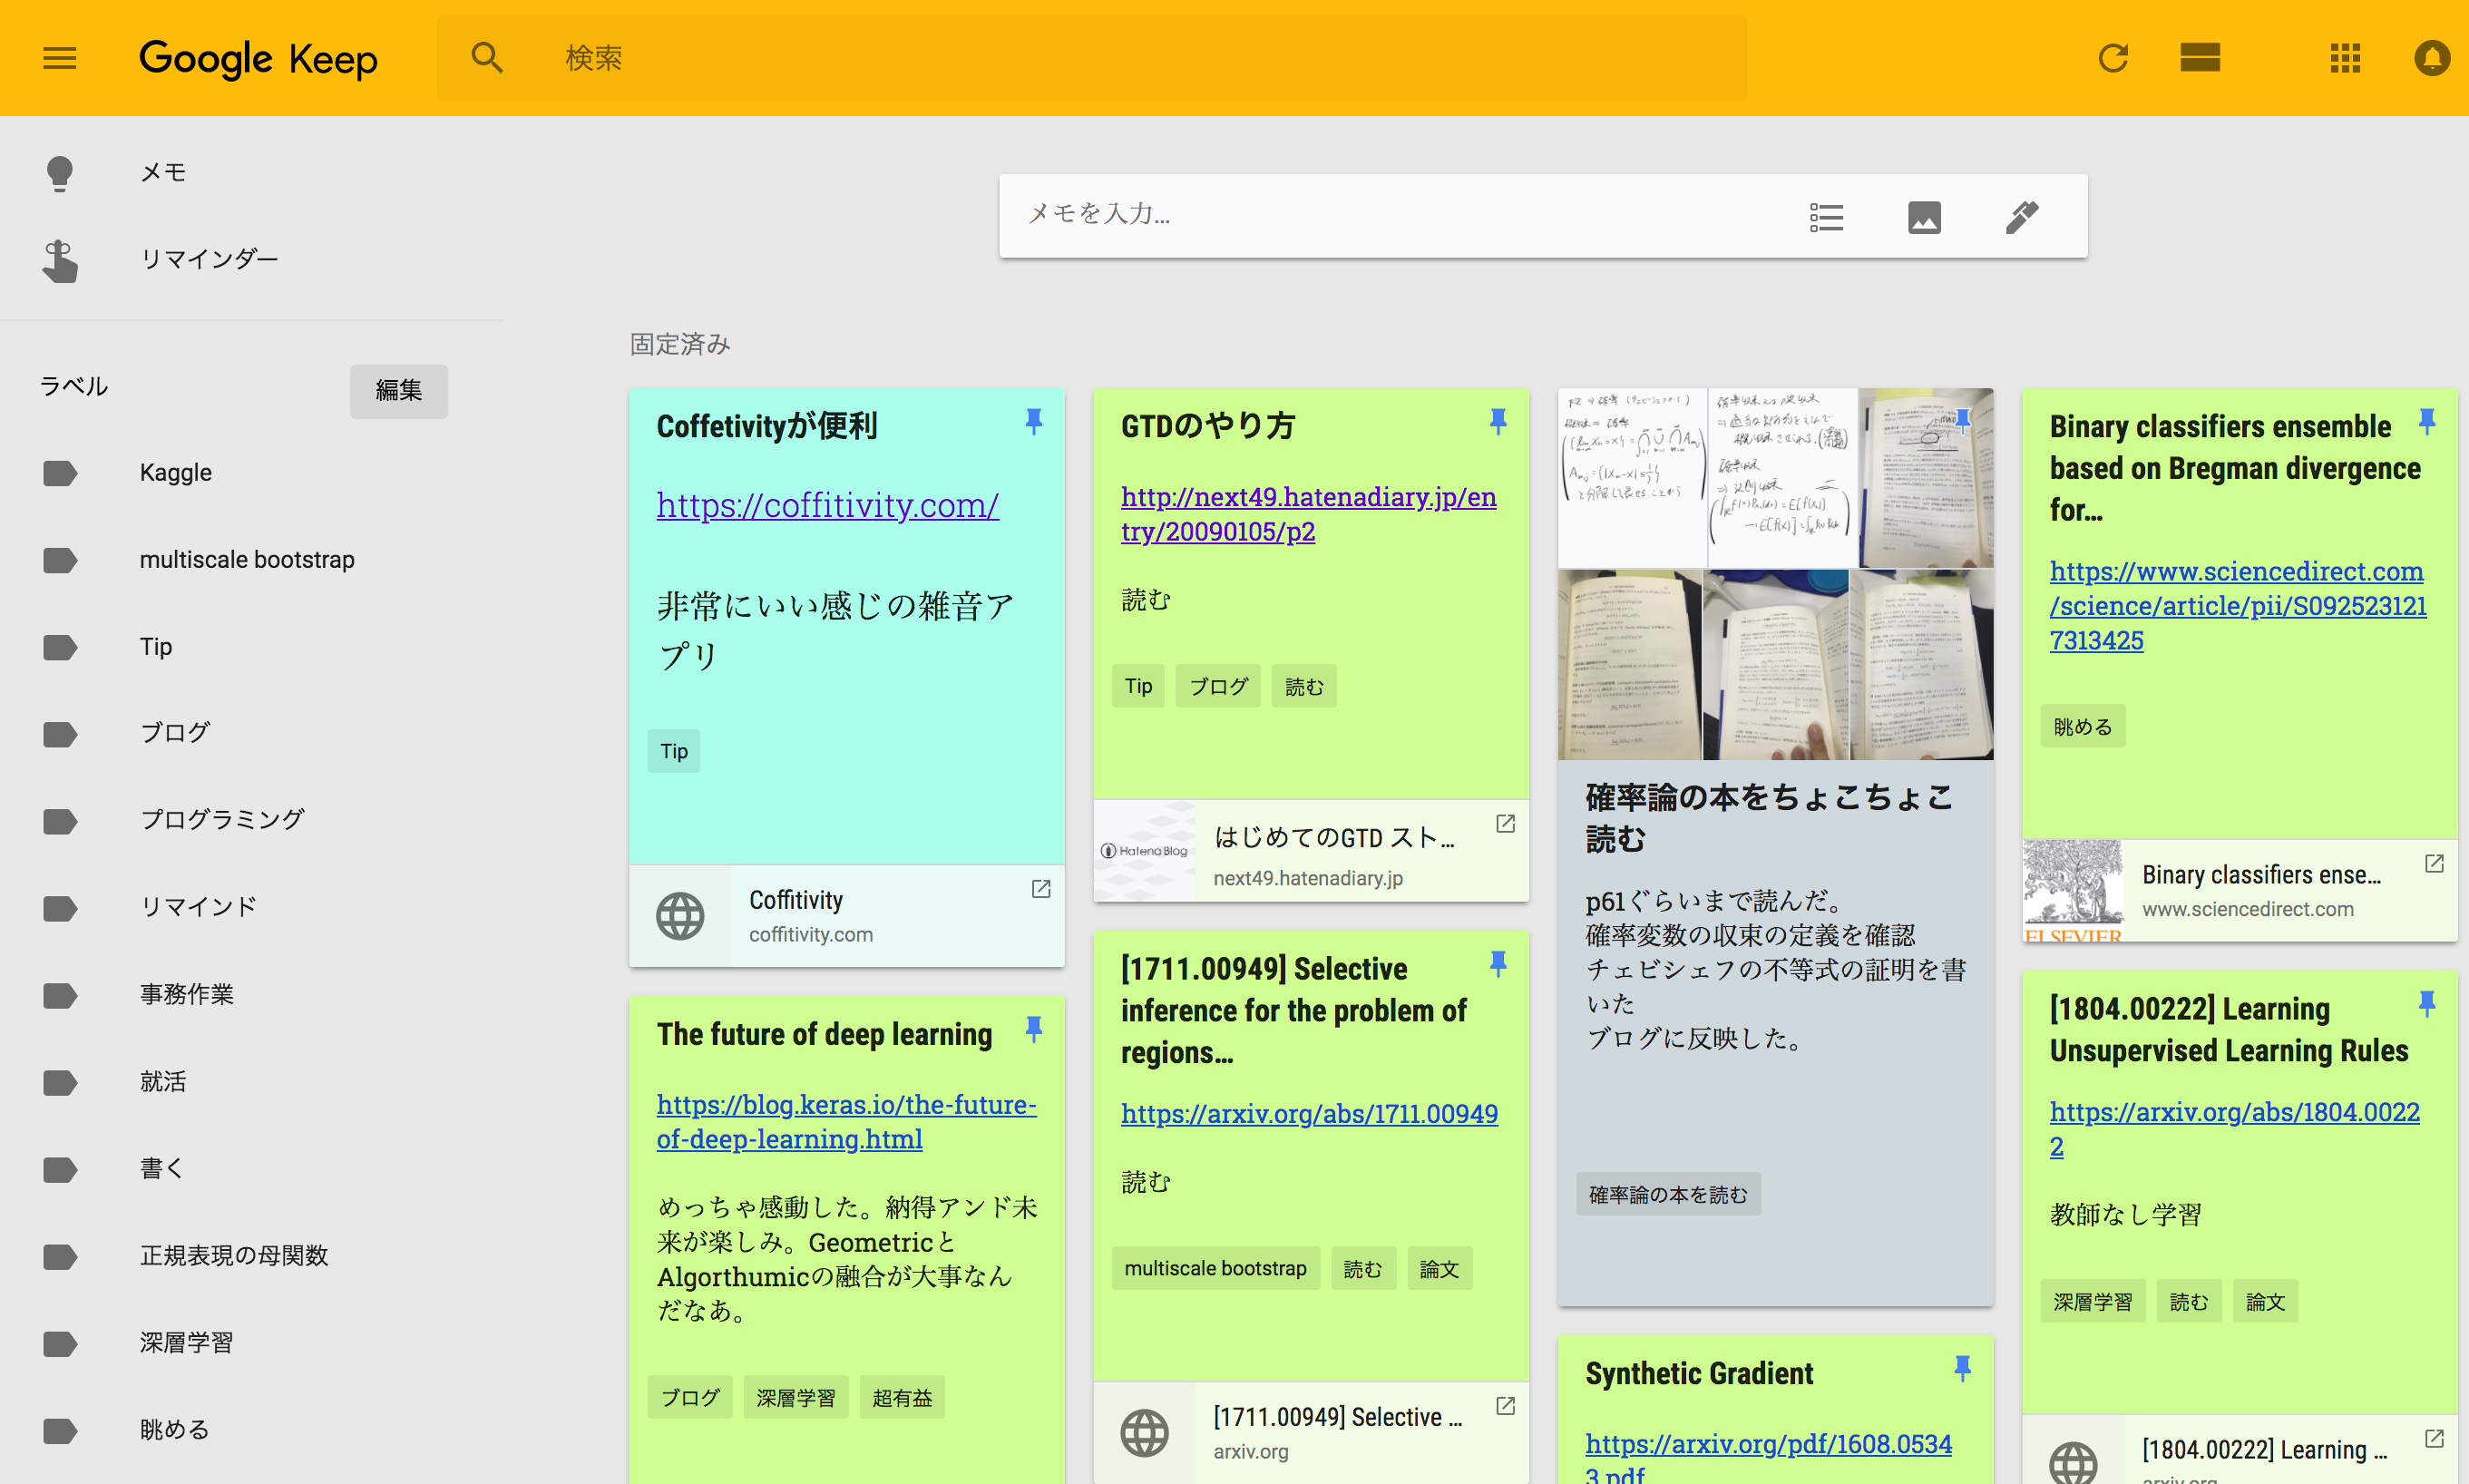 Google Keep
検索
メモ
リマインダー
ラベル
編集
Kaggle
multiscale bootstrap
Tip
ブログ
プログラミング
リマインド
事務作業
就活
書く
正規表現の母関数
深層学習
眺める
メモを入力...
固定済み
Coffetivityが便利
https://coffitivity.com/
非常にいい感じの雑音ア
プリ
Tip
Coffitivity
coffitivity.com
The future of deep learning
https://blog.keras.io/the-future-
of-deep-learning.html
めっちゃ感動した。納得アンド未
来が楽しみ。Geometricと
Algorthumicの融合が大事なん
だなあ。
ブログ 深層学習 超有益
GTDのやり方
http://next49.hatenadiary.jp/en
try/20090105/p2
読む
Tip ブログ 読む
Hatena Blog
はじめてのGTD スト...
next49.hatenadiary.jp
[1711.00949] Selective
inference for the problem of
regions...
https://arxiv.org/abs/1711.00949
読む
multiscale bootstrap 読む 論文
[1711.00949] Selective ...
arxiv.org
確率論の本をちょこちょこ
読む
p61ぐらいまで読んだ。
確率変数の収束の定義を確認
チェビシェフの不等式の証明を書
いた
ブログに反映した。
確率論の本を読む
Synthetic Gradient
https://arxiv.org/pdf/1608.0534
3.pdf
Binary classifiers ensemble
based on Bregman divergence
for...
https://www.sciencedirect.com
/science/article/pii/S092523121
7313425
眺める
ELSEVIER
Binary classifiers ense...
www.sciencedirect.com
[1804.00222] Learning
Unsupervised Learning Rules
https://arxiv.org/abs/1804.0022
2
教師なし学習
深層学習 読む 論文
[1804.00222] Learning ...
arxiv.org